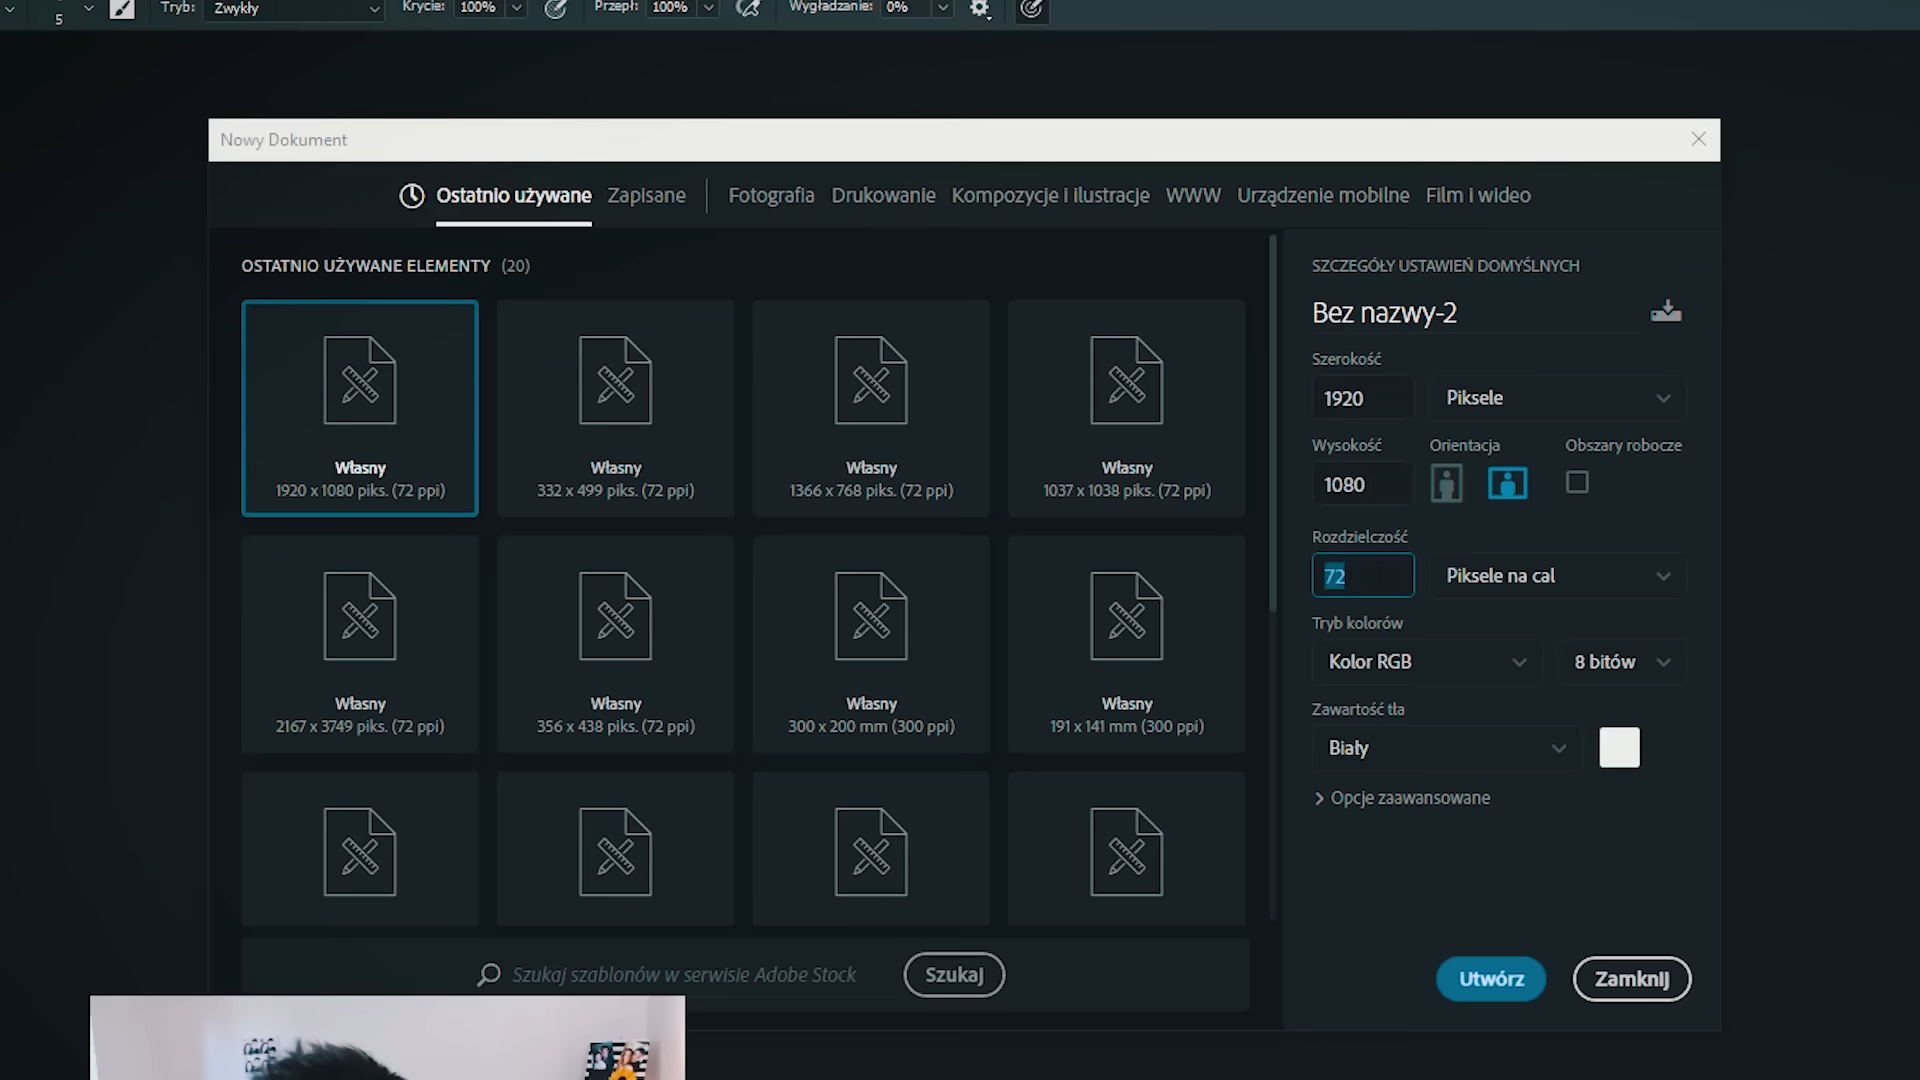 Tryb: Zwykły Krycie: 100% Przepł: 100% Wygładzanie: 0%
5
Nowy Dokument
Ostatnio używane Zapisane Fotografia Drukowanie Kompozycje i ilustracje WWW Urządzenie mobilne Film i wideo
OSTATNIO UŻYWANE ELEMENTY (20)
Własny
1920 x 1080 piks. (72 ppi)
Własny
332 x 499 piks. (72 ppi)
Własny
1366 x 768 piks. (72 ppi)
Własny
1037 x 1038 piks. (72 ppi)
Własny
2167 x 3749 piks. (72 ppi)
Własny
356 x 438 piks. (72 ppi)
Własny
300 x 200 mm (300 ppi)
Własny
191 x 141 mm (300 ppi)
Szukaj szablonów w serwisie Adobe Stock Szukaj
SZCZEGÓŁY USTAWIEŃ DOMYŚLNYCH
Bez nazwy-2
Szerokość
1920 Piksele
Wysokość Orientacja Obszary robocze
1080
Rozdzielczość
72 Piksele na cal
Tryb kolorów
Kolor RGB 8 bitów
Zawartość tła
Biały
Opcje zaawansowane
Utwórz Zamknij